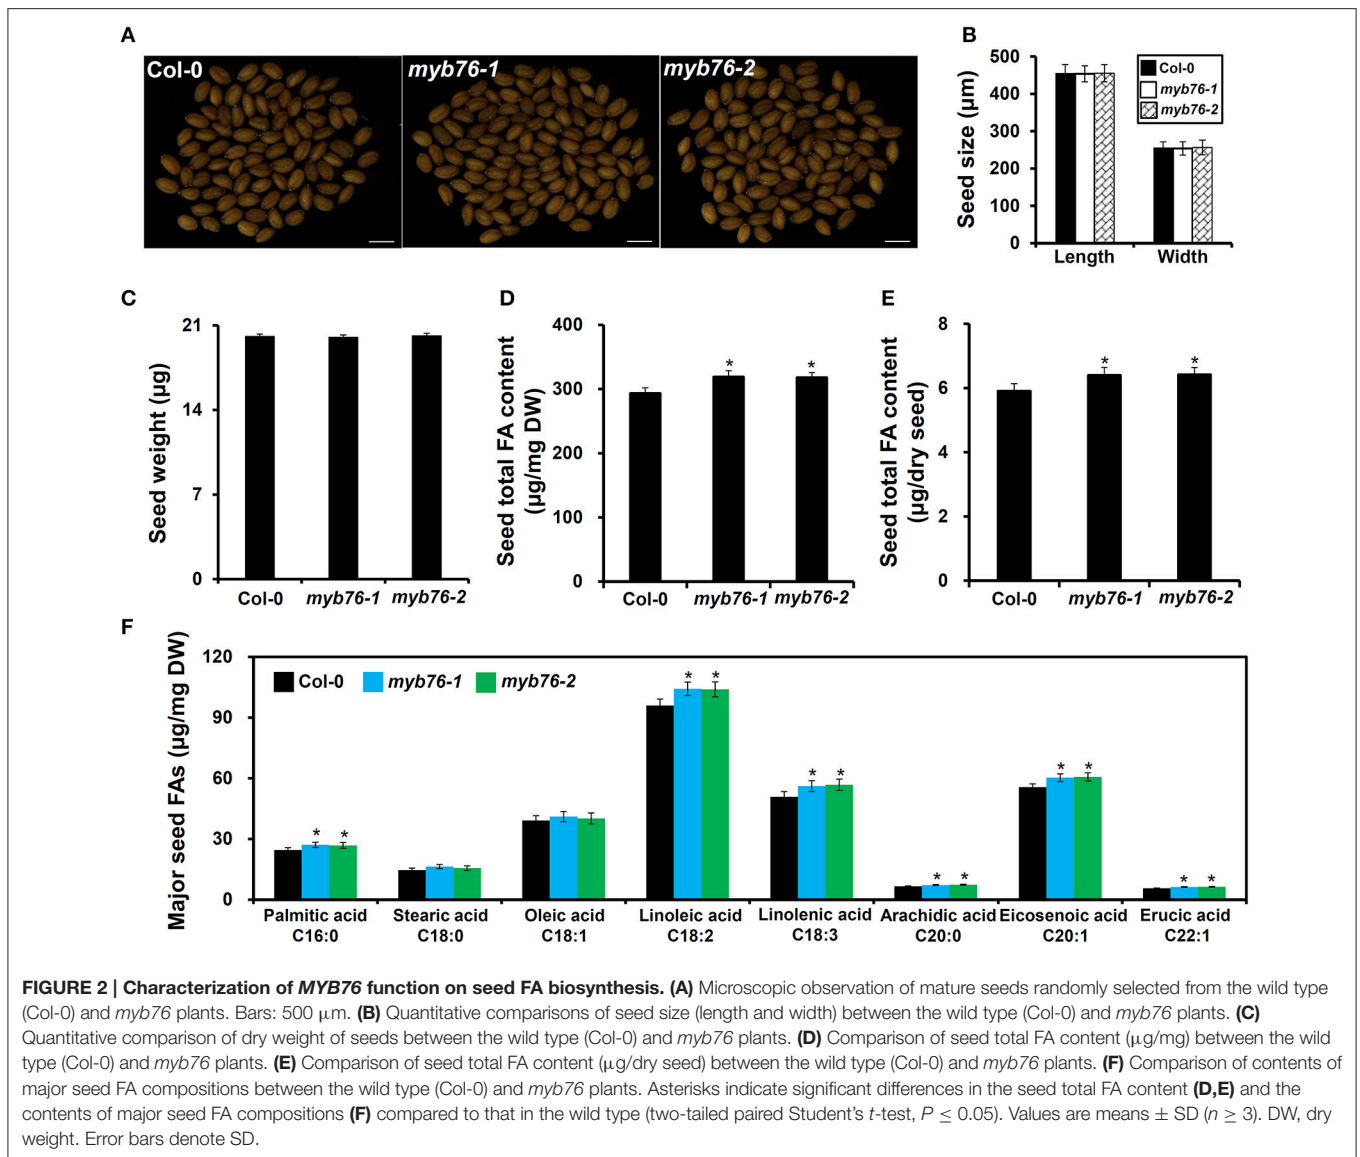 A
Col-0
myb76-1
myb76-2
B
Seed size (μm)
500
400
300
200
100
0
Col-0
myb76-1
myb76-2
Length
Width
C
Seed weight (μg)
21
14
7
0
Col-0
myb76-1
myb76-2
D
Seed total FA content
(μg/mg DW)
400
300
200
100
0
*
*
Col-0
myb76-1
myb76-2
E
Seed total FA content
(μg/dry seed)
8
6
4
2
0
*
*
Col-0
myb76-1
myb76-2
F
Major seed FAs (μg/mg DW)
120
90
60
30
0
Col-0
myb76-1
myb76-2
* *
* *
* *
* *
* *
* *
Palmitic acid
C16:0
Stearic acid
C18:0
Oleic acid
C18:1
Linoleic acid
C18:2
Linolenic acid
C18:3
Arachidic acid
C20:0
Eicosenoic acid
C20:1
Erucic acid
C22:1
FIGURE 2 | Characterization of MYB76 function on seed FA biosynthesis. (A) Microscopic observation of mature seeds randomly selected from the wild type
(Col-0) and myb76 plants. Bars: 500 μm. (B) Quantitative comparisons of seed size (length and width) between the wild type (Col-0) and myb76 plants. (C)
Quantitative comparison of dry weight of seeds between the wild type (Col-0) and myb76 plants. (D) Comparison of seed total FA content (μg/mg) between the wild
type (Col-0) and myb76 plants. (E) Comparison of seed total FA content (μg/dry seed) between the wild type (Col-0) and myb76 plants. (F) Comparison of contents of
major seed FA compositions between the wild type (Col-0) and myb76 plants. Asterisks indicate significant differences in the seed total FA content (D,E) and the
contents of major seed FA compositions (F) compared to that in the wild type (two-tailed paired Student's t-test, P ≤ 0.05). Values are means ± SD (n ≥ 3). DW, dry
weight. Error bars denote SD.